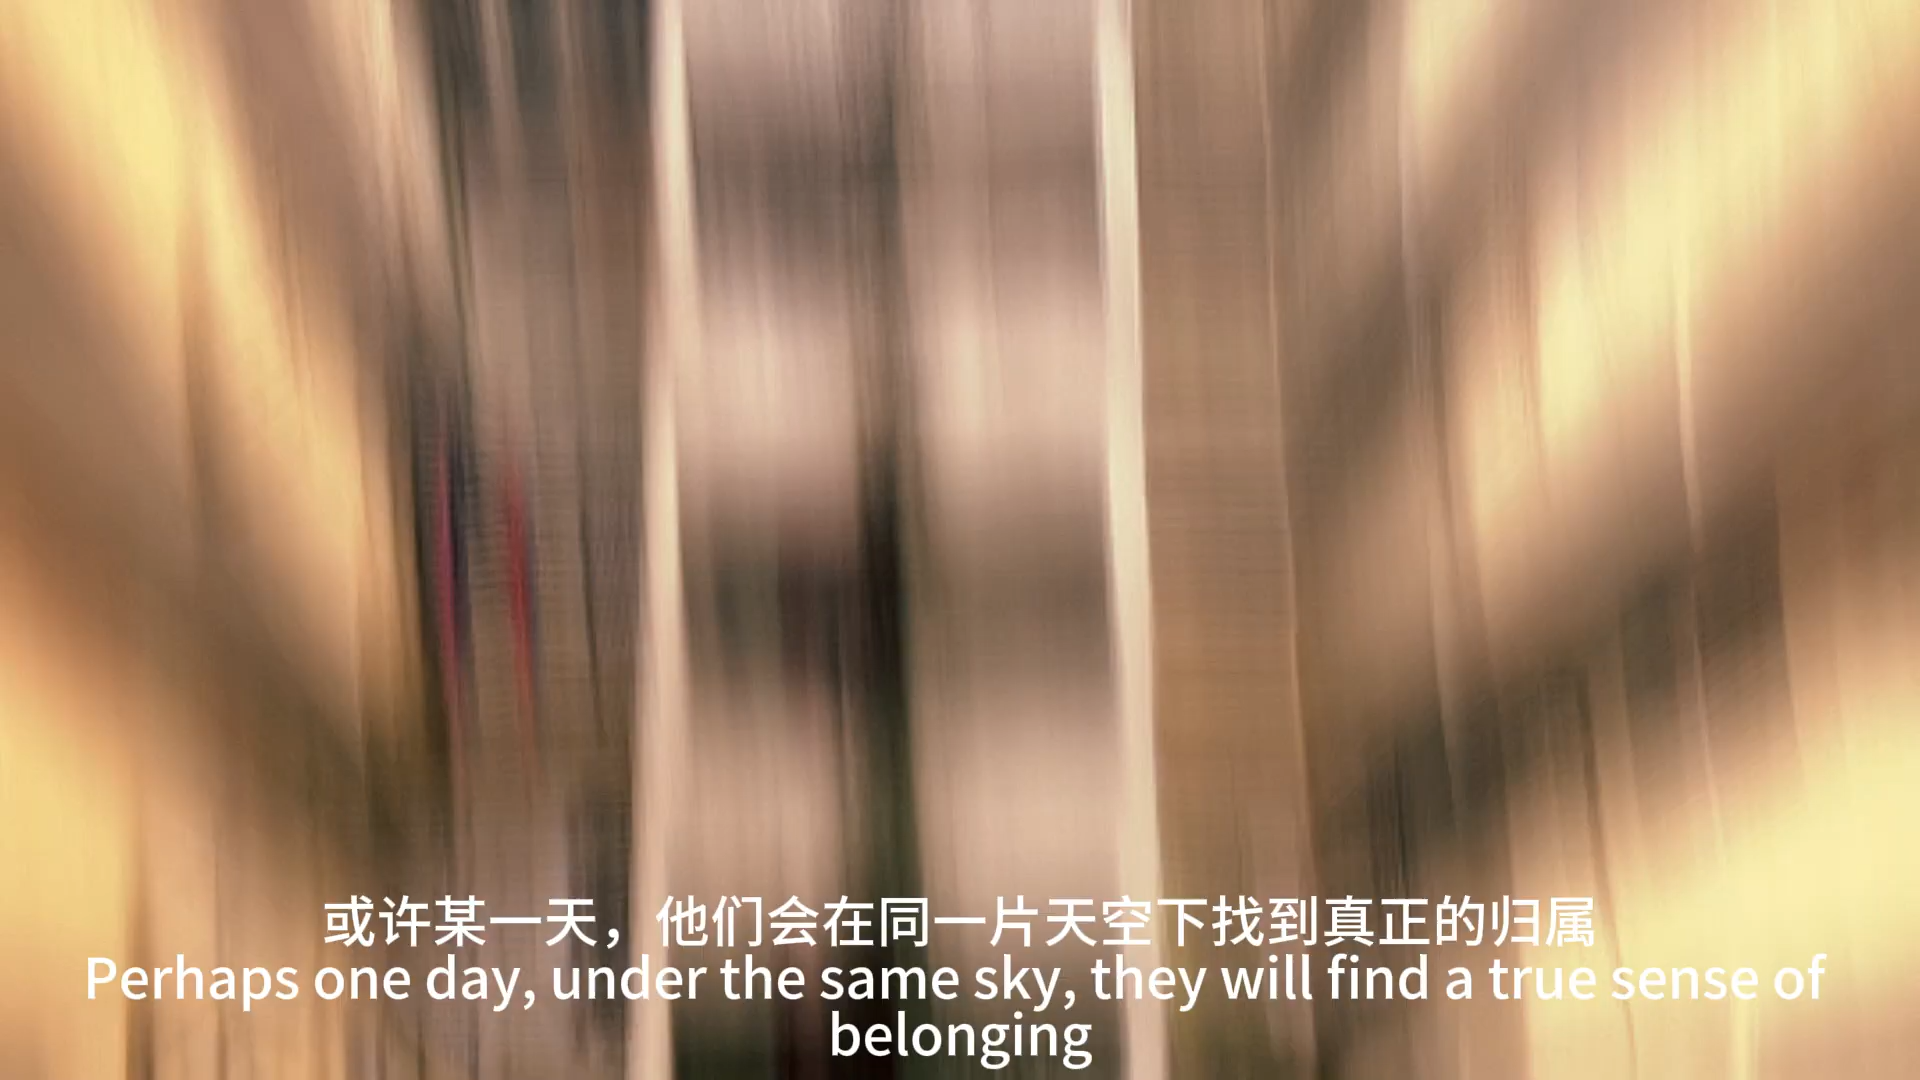 或许某一天，他们会在同一片天空下找到真正的归属
Perhaps one day, under the same sky, they will find a true sense of
belonging